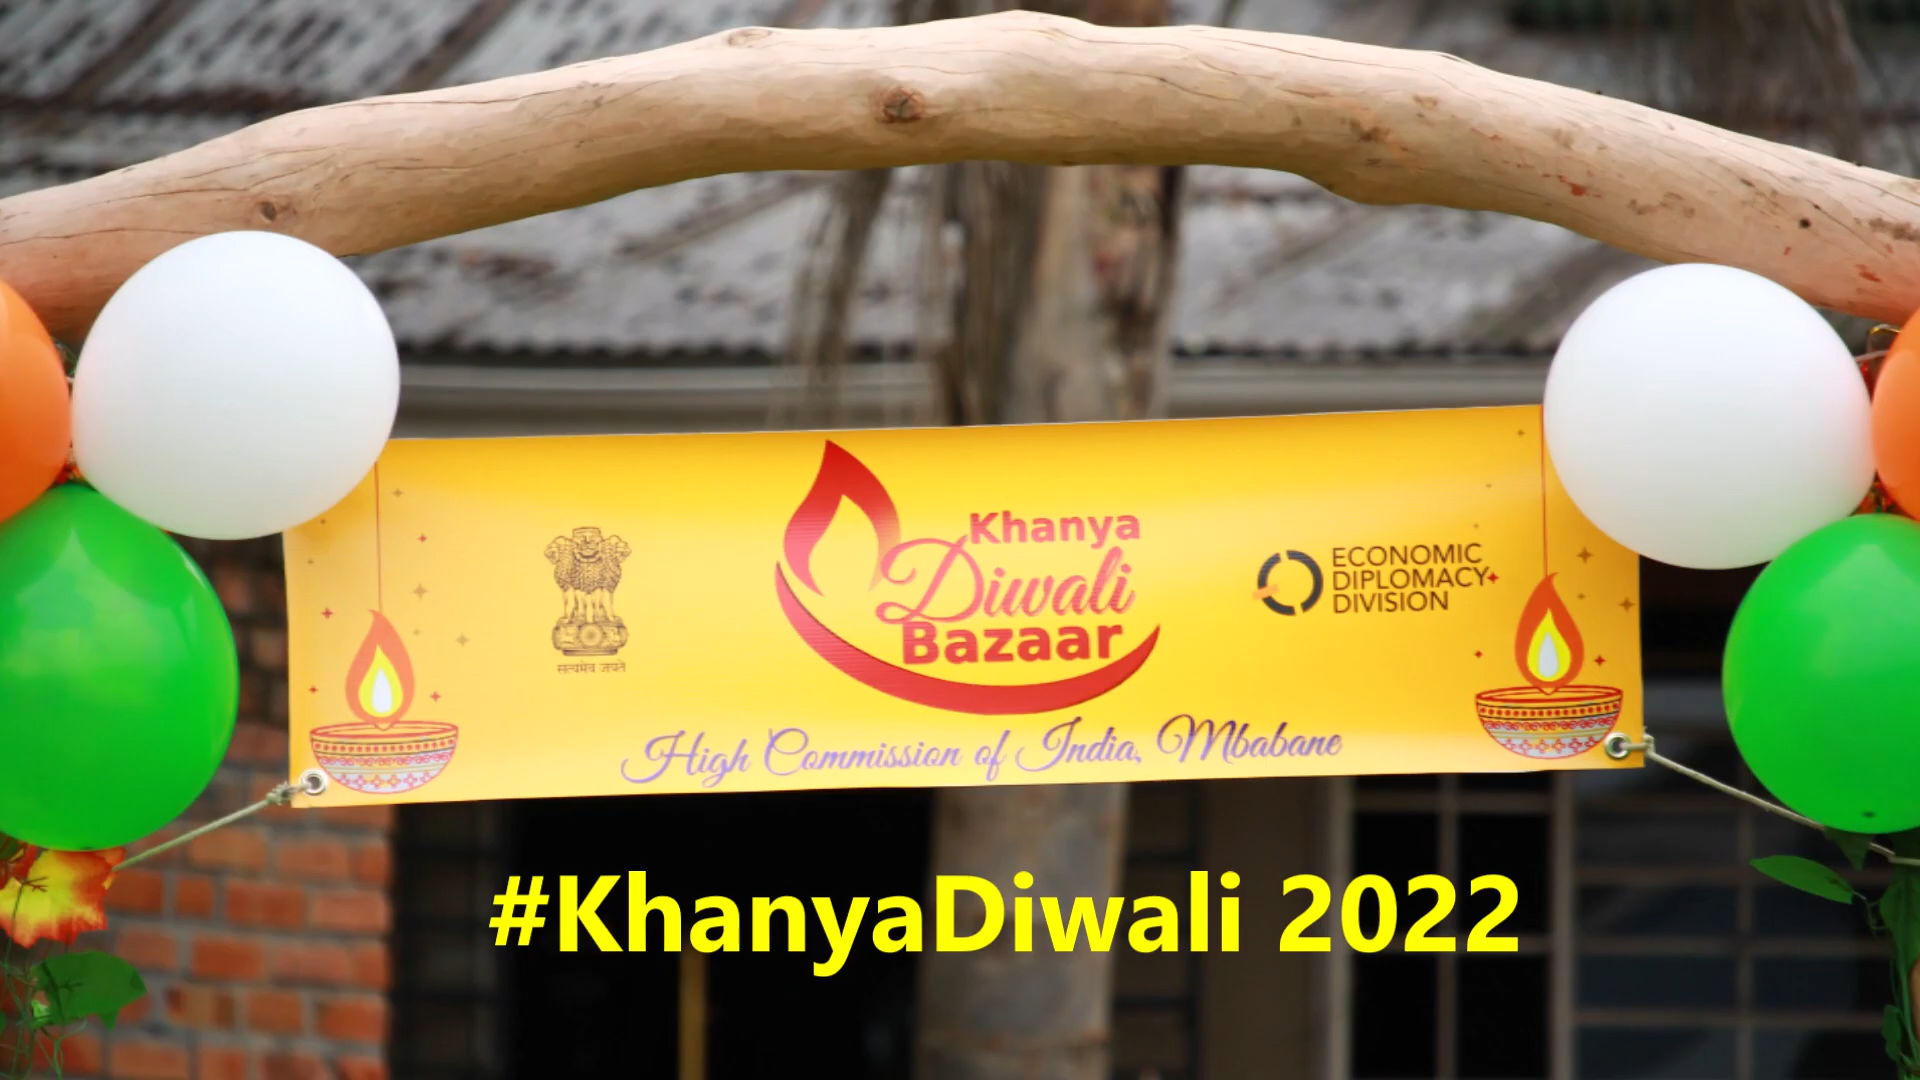 Khanya
Diwali
Bazaar
सत्यमेव जयते
ECONOMIC
DIPLOMACY
DIVISION
High Commission of India, Mbabane
#KhanyaDiwali 2022